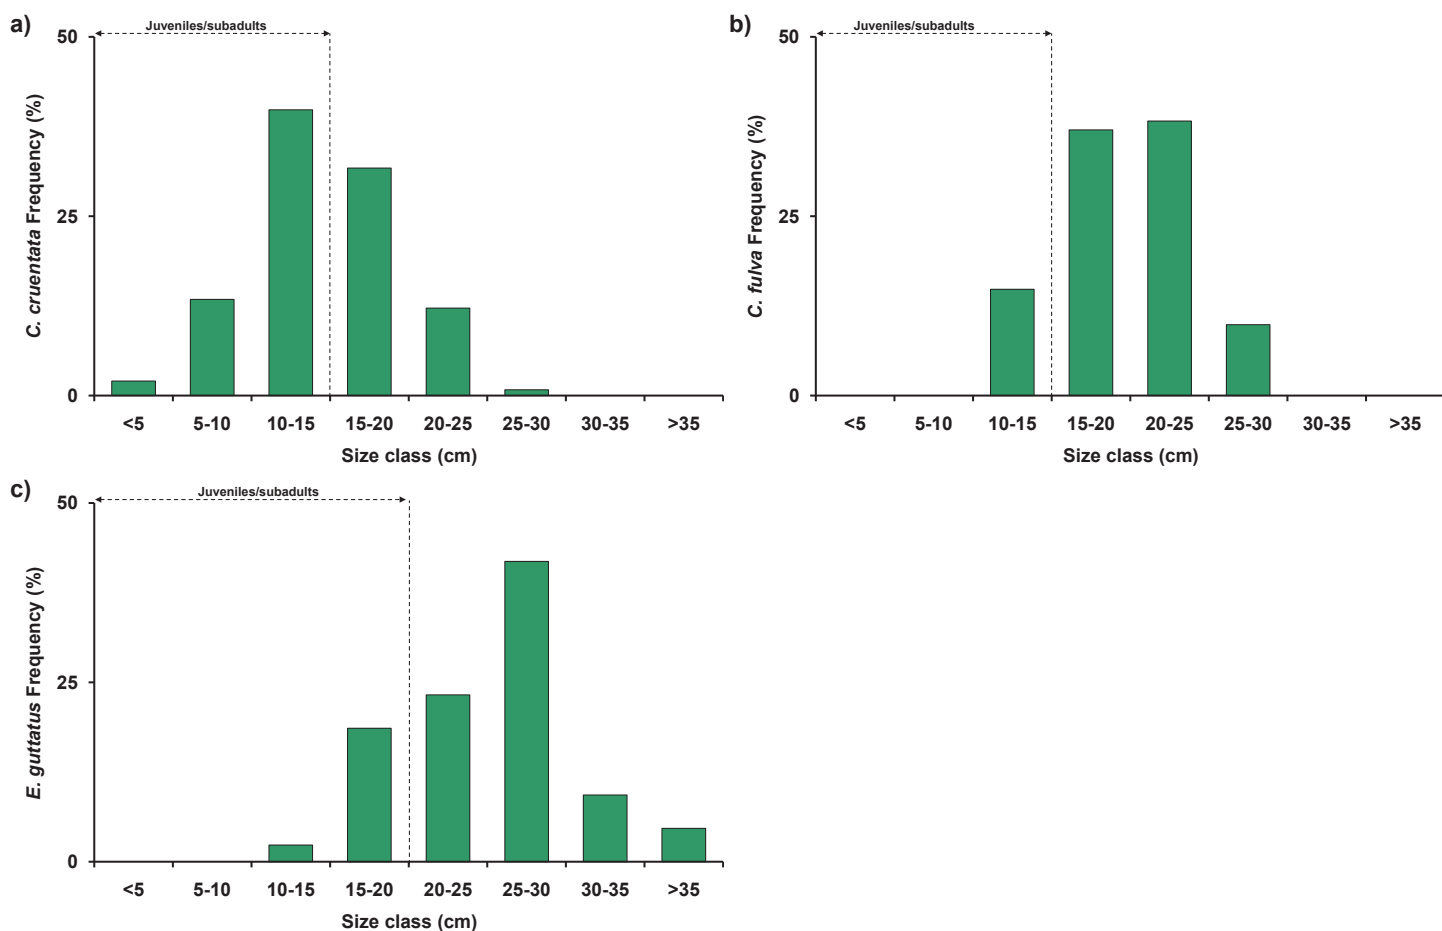 a)
Juveniles/subadults
50
25
0
C. cruentata Frequency (%)
<5 5-10 10-15 15-20 20-25 25-30 30-35 >35
Size class (cm)
b)
Juveniles/subadults
50
25
0
C. fulva Frequency (%)
<5 5-10 10-15 15-20 20-25 25-30 30-35 >35
Size class (cm)
c)
Juveniles/subadults
50
25
0
E. guttatus Frequency (%)
<5 5-10 10-15 15-20 20-25 25-30 30-35 >35
Size class (cm)